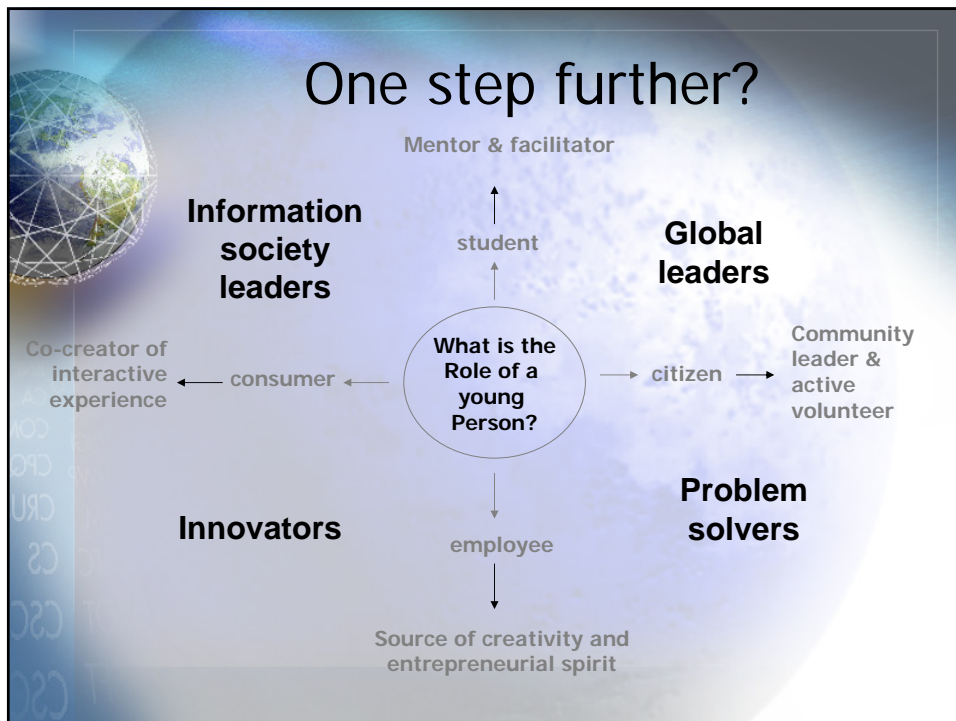 One step further?
Mentor & facilitator
Information
society
leaders
student
Global
leaders
Co-creator of
interactive
experience
consumer
What is the
Role of a
young
Person?
citizen
Community
leader &
active
volunteer
Innovators
employee
Problem
solvers
Source of creativity and
entrepreneurial spirit